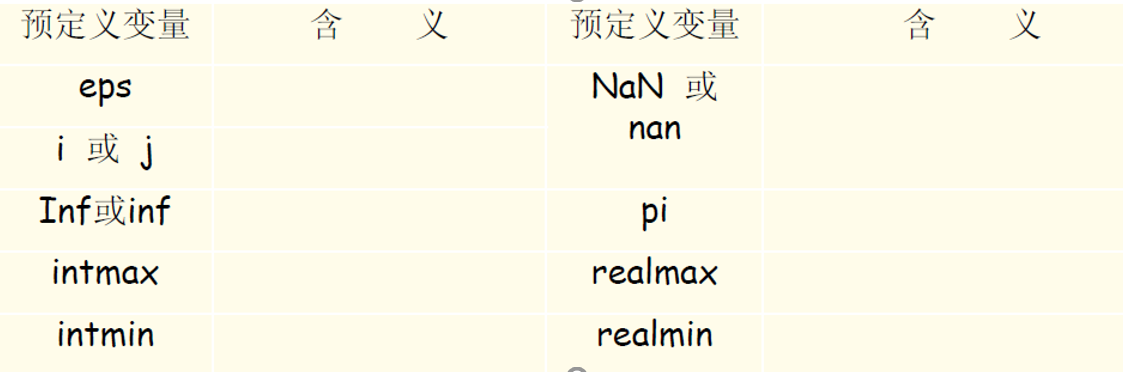 预定义变量 含 义 预定义变量 含 义
eps NaN 或
nan
i 或 j
Inf或inf pi
intmax realmax
intmin realmin